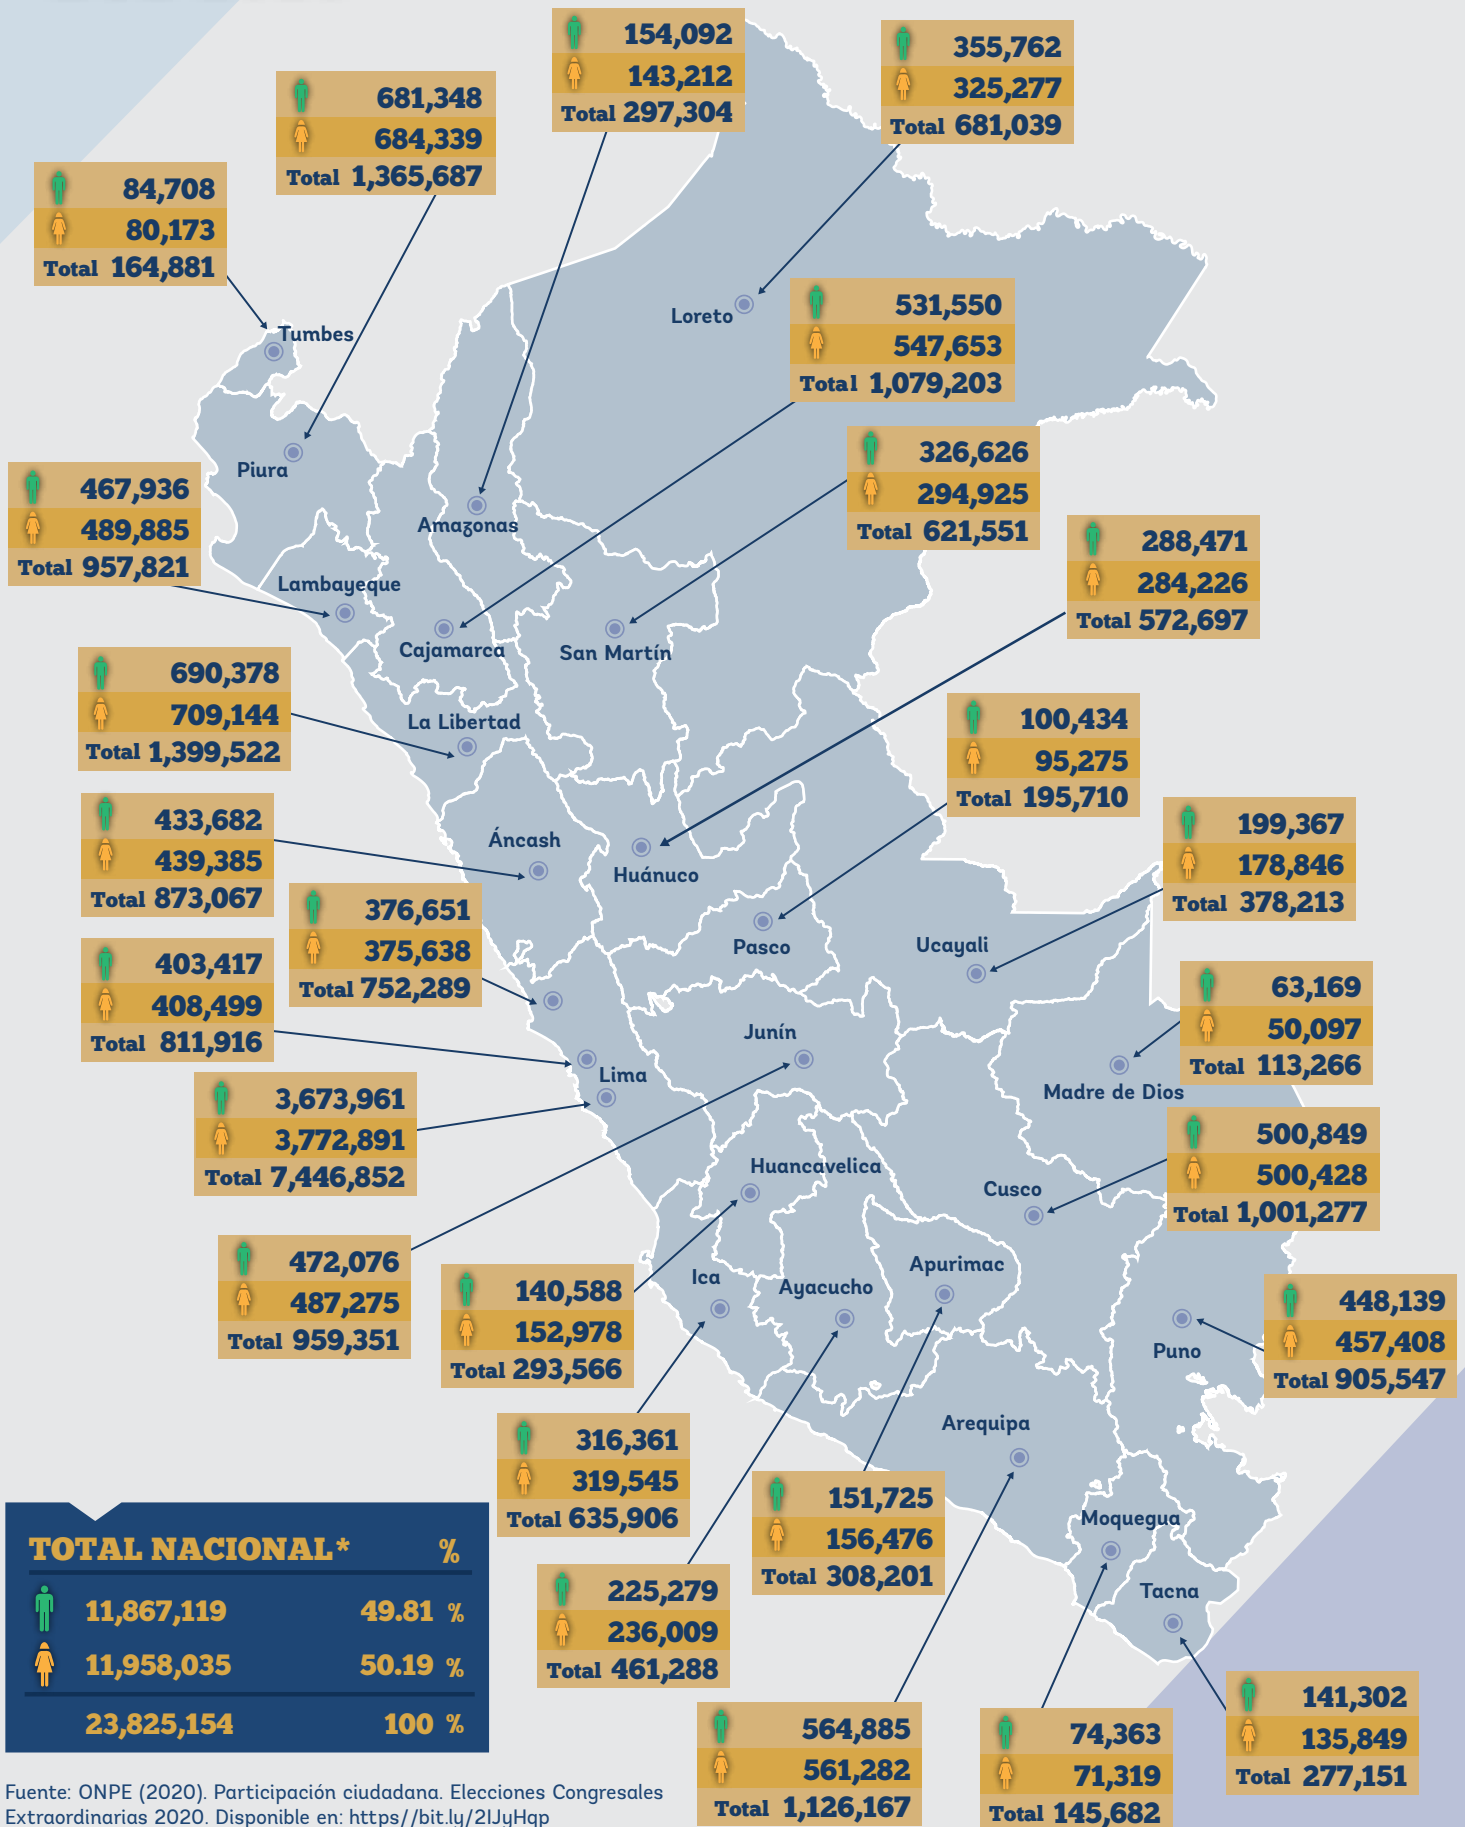 154,092
143,212
Total 297,304
355,762
325,277
Total 681,039
681,348
684,339
Total 1,365,687
84,708
80,173
Total 164,881
Tumbes
Loreto
531,550
547,653
Total 1,079,203
Piura
326,626
294,925
Total 621,551
467,936
489,885
Total 957,821
Amazonas
288,471
284,226
Total 572,697
Lambayeque
Cajamarca
San Martín
690,378
709,144
Total 1,399,522
La Libertad
100,434
95,275
Total 195,710
433,682
439,385
Total 873,067
Áncash
Huánuco
199,367
178,846
Total 378,213
376,651
375,638
Total 752,289
Pasco
Ucayali
403,417
408,499
Total 811,916
63,169
50,097
Total 113,266
Junín
Lima
Madre de Dios
3,673,961
3,772,891
Total 7,446,852
500,849
500,428
Total 1,001,277
Huancavelica
Cusco
472,076
487,275
Total 959,351
140,588
152,978
Total 293,566
Ica
Ayacucho
Apurimac
448,139
457,408
Total 905,547
Puno
316,361
319,545
Total 635,906
Arequipa
151,725
156,476
Total 308,201
Moquegua
Tacna
225,279
236,009
Total 461,288
TOTAL NACIONAL* %
11,867,119 49.81 %
11,958,035 50.19 %
23,825,154 100 %
564,885
561,282
Total 1,126,167
74,363
71,319
Total 145,682
141,302
135,849
Total 277,151
Fuente: ONPE (2020). Participación ciudadana. Elecciones Congresales
Extraordinarias 2020. Disponible en: https//bit.ly/2IJyHqp